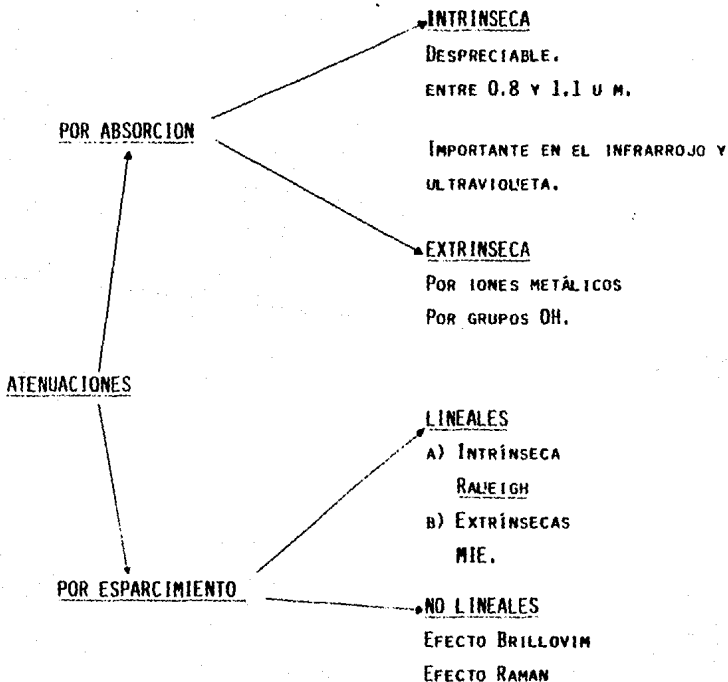 INTRINSECA
DESPRECIABLE.
ENTRE 0.8 Y 1.1 U M.
POR ABSORCION
IMPORTANTE EN EL INFRARROJO Y
ULTRAVIOLETA.
EXTRINSECA
POR IONES METÁLICOS
POR GRUPOS OH.
ATENUACIONES
LINEALES
A) INTRÍNSECA
RALEIGH
B) EXTRÍNSECAS
MIE.
POR ESPARCIMIENTO
NO LINEALES
EFECTO BRILLOVIM
EFECTO RAMAN